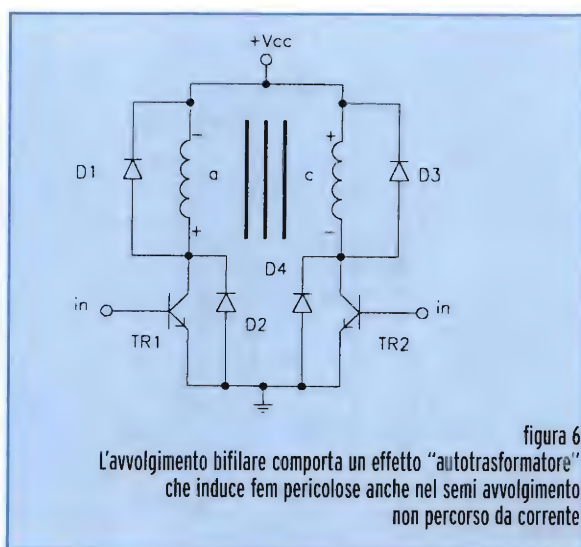 +Vcc
D1
-
+
a
c
+
-
D3
D4
in
TR1
D2
TR2
in
figura 6
L'avvolgimento bifilare comporta un effetto "autotrasformatore"
che induce fem pericolose anche nel semi avvolgimento
non percorso da corrente